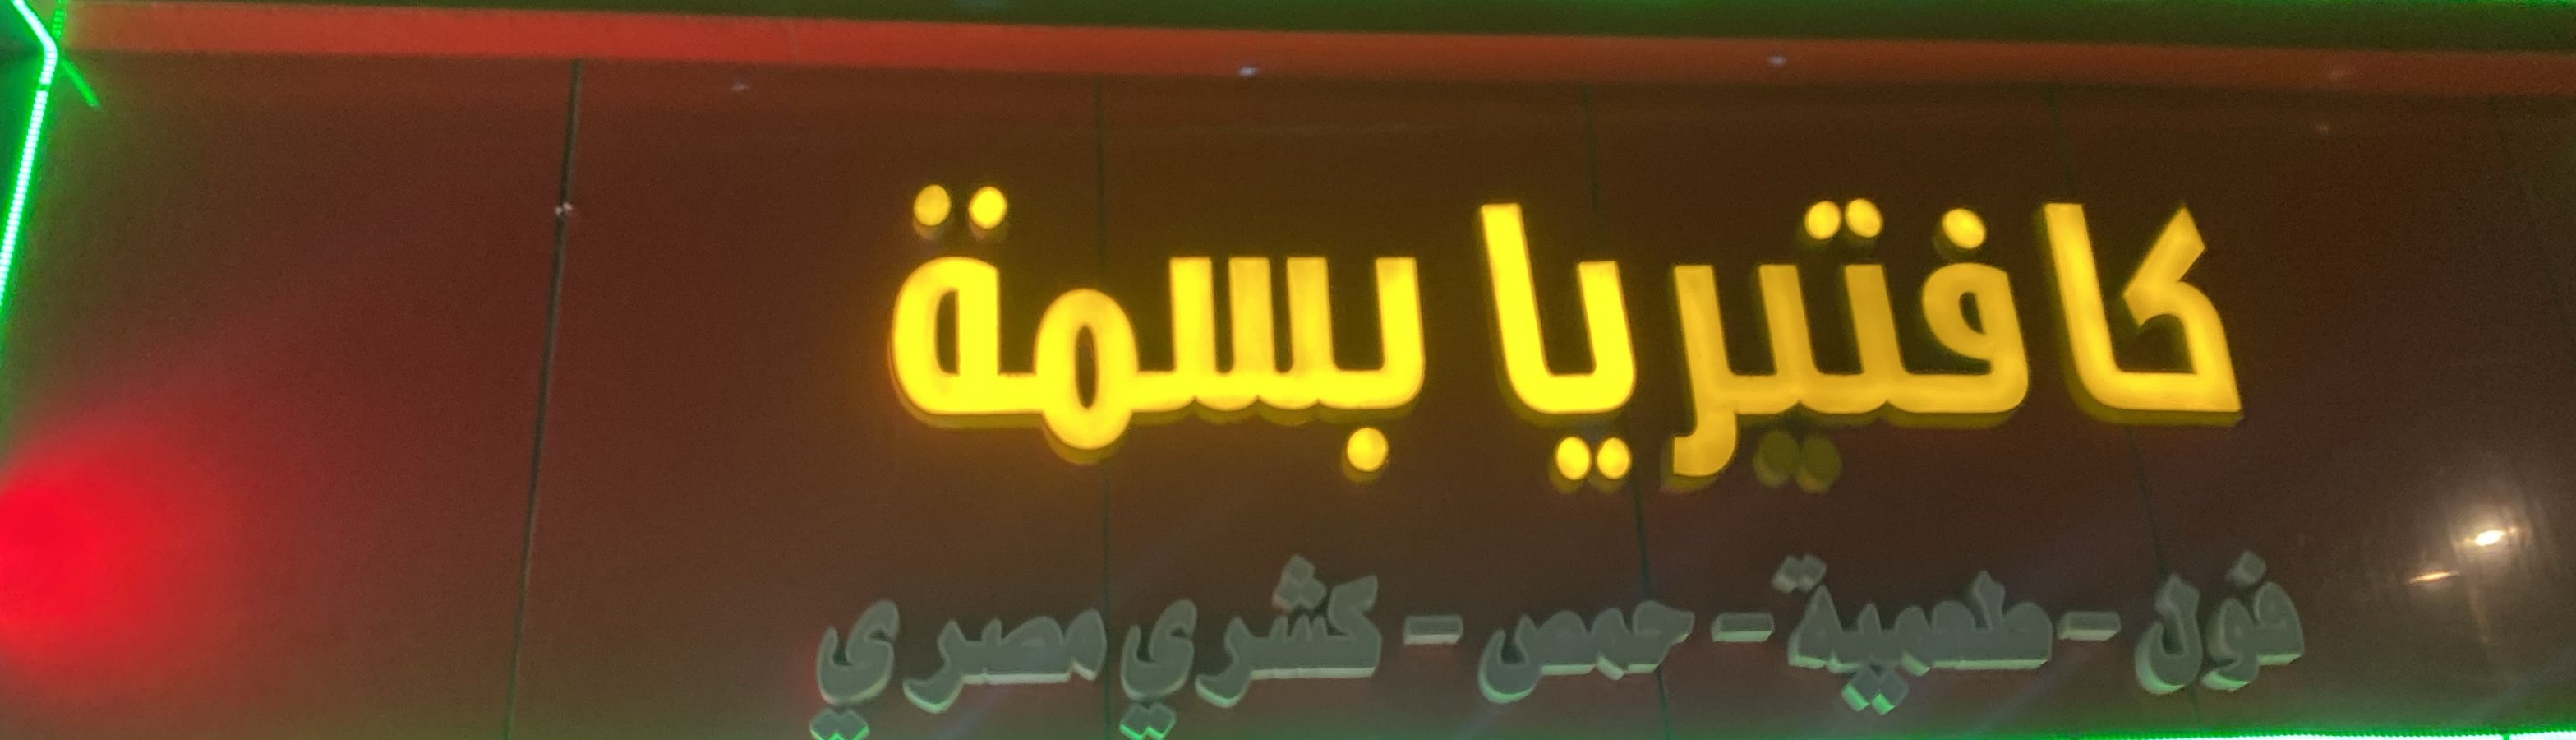 كافتيريا بسمة
فول - طعمية - حمص - كشري مصري